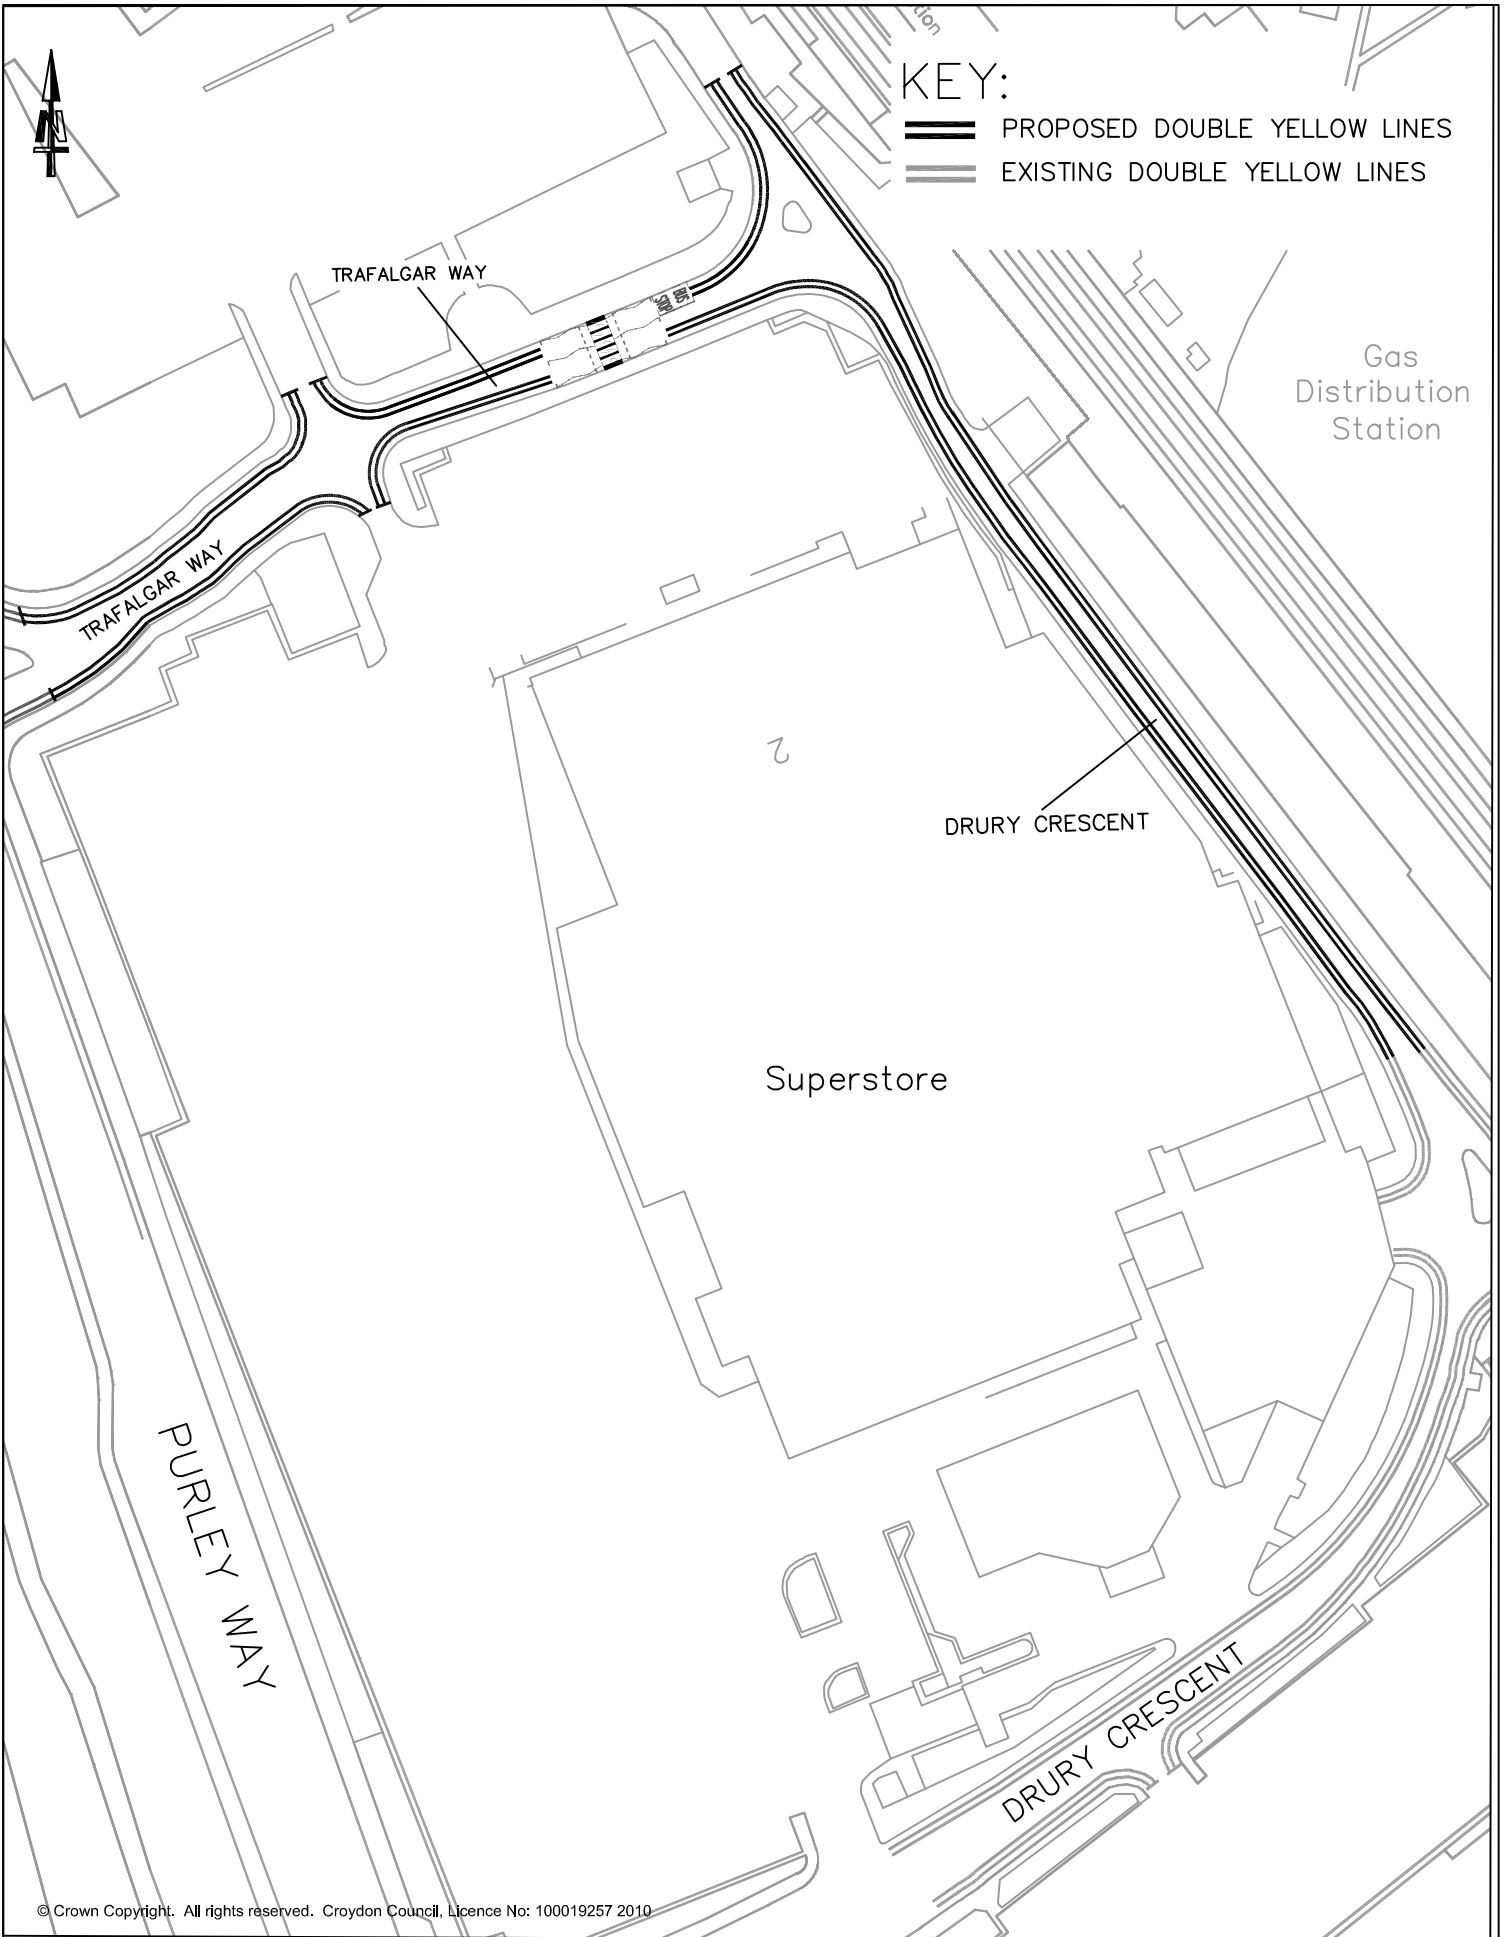 tion
N
KEY:
PROPOSED DOUBLE YELLOW LINES
EXISTING DOUBLE YELLOW LINES
TRAFALGAR WAY
BUS
STOP
Gas
Distribution
Station
TRAFALGAR WAY
2
DRURY CRESCENT
Superstore
PURLEY WAY
DRURY CRESCENT
© Crown Copyright. All rights reserved. Croydon Council, Licence No: 100019257 2010